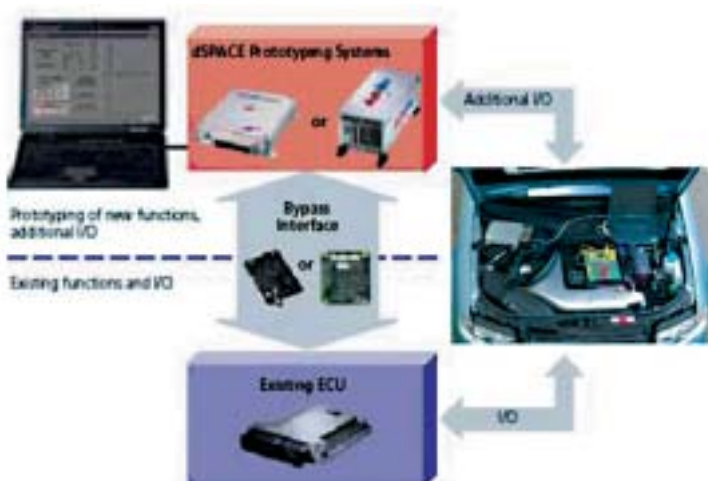 dSPACE Prototyping Systems
or
Additional I/O
Prototyping of new functions,
additional I/O
Bypass
Interface
or
Existing functions and I/O
Existing ECU
I/O